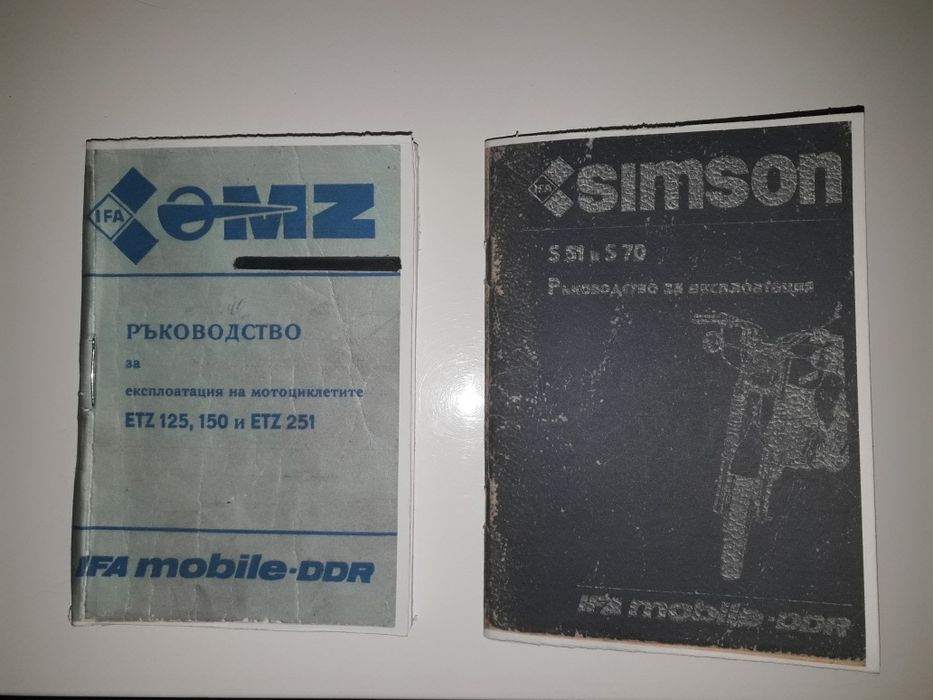 IFA MZ
РЪКОВОДСТВО
за
експлоатация на мотоциклетите
ETZ 125, 150 и ETZ 251
IFA mobile-DDR
IFA simson
S 51 и S 70
Ръководство за експлоатация
IFA mobile-DDR